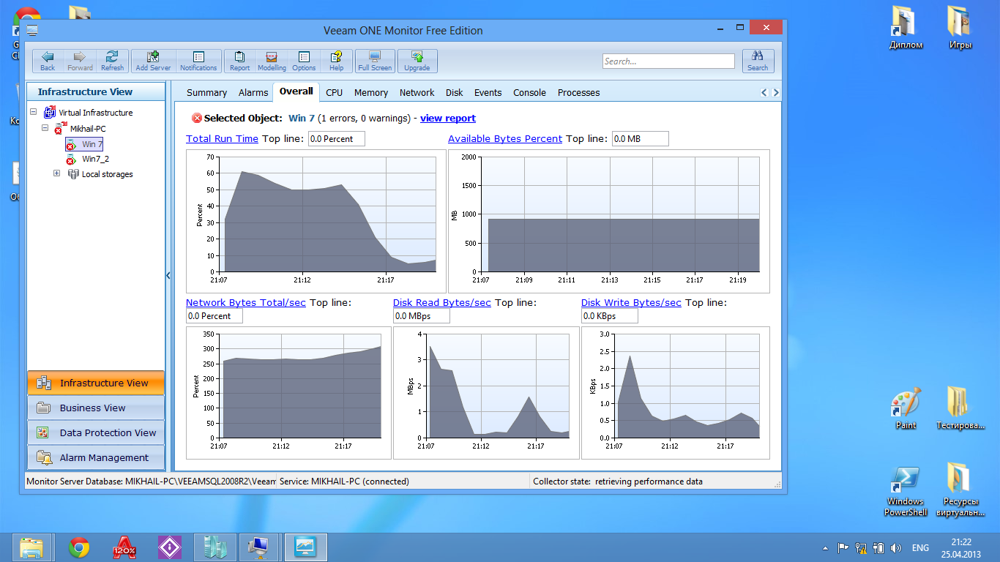 Veeam ONE Monitor Free Edition
Back Forward Refresh Add Server Notifications Report Modelling Options Help Full Screen Upgrade Search... Search
Диплом Игры
Infrastructure View
Summary Alarms Overall CPU Memory Network Disk Events Console Processes
Virtual Infrastructure
Mikhail-PC
Win 7
Win7_2
Local storages
Selected Object: Win 7 (1 errors, 0 warnings) - view report
Total Run Time Top line: 0.0 Percent
Available Bytes Percent Top line: 0.0 MB
70
60
50
40
30
20
10
0
Percent
21:07 21:12 21:17
2000
1500
1000
500
0
MB
21:07 21:09 21:11 21:13 21:15 21:17 21:19
Network Bytes Total/sec Top line:
0.0 Percent
Disk Read Bytes/sec Top line:
0.0 MBps
Disk Write Bytes/sec Top line:
0.0 KBps
350
300
250
200
150
100
50
0
Percent
21:07 21:12 21:17
4
3
2
1
0
MBps
21:07 21:12 21:17
3.0
2.5
2.0
1.5
1.0
0.5
0.0
KBps
21:07 21:12 21:17
Infrastructure View
Business View
Data Protection View
Alarm Management
Monitor Server Database: MIKHAIL-PC\VEEAMSQL2008R2\Veeam Service: MIKHAIL-PC (connected) Collector state: retrieving performance data
Paint Тестирова...
Windows PowerShell
Ресурсы виртуальн...
120%
ENG
21:22
25.04.2013